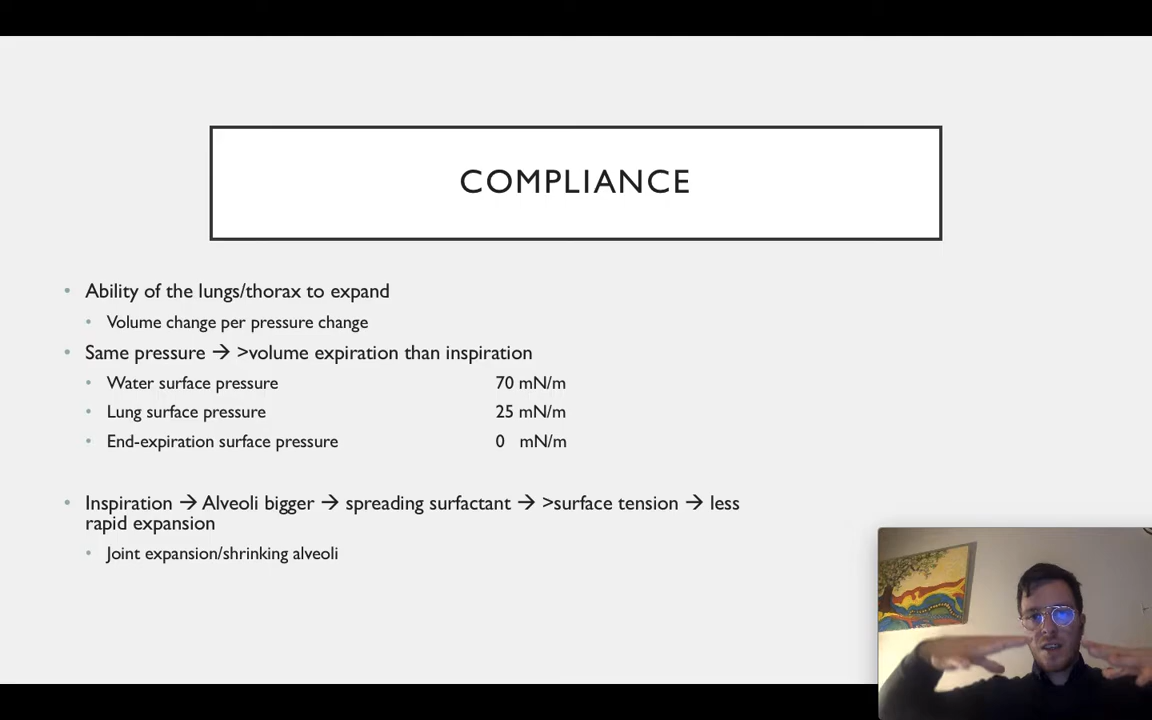 COMPLIANCE
• Ability of the lungs/thorax to expand
• Volume change per pressure change
• Same pressure → >volume expiration than inspiration
• Water surface pressure 70 mN/m
• Lung surface pressure 25 mN/m
• End-expiration surface pressure 0 mN/m
• Inspiration → Alveoli bigger → spreading surfactant → >surface tension → less
rapid expansion
• Joint expansion/shrinking alveoli